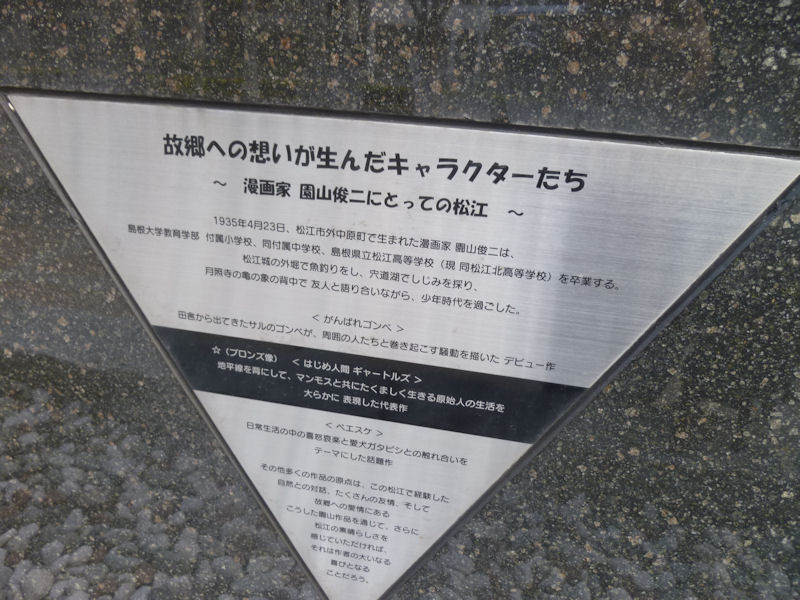 故郷への想いが生んだキャラクターたち
～ 漫画家 園山俊二にとっての松江 ～
1935年4月23日、松江市外中原町で生まれた漫画家 園山俊二は、
島根大学教育学部 付属小学校、同付属中学校、島根県立松江高等学校（現 同松江北高等学校）を卒業する。
松江城の外堀で魚釣りをし、宍道湖でしじみを採り、
月照寺の亀の象の背中で 友人と語り合いながら、少年時代を過ごした。
＜ がんばれゴンベ ＞
田舎から出てきたサルのゴンベが、周囲の人たちと巻き起こす騒動を描いた デビュー作
☆（ブロンズ像） ＜ はじめ人間 ギャートルズ ＞
地平線を背にして、マンモスと共にたくましく生きる原始人の生活を
大らかに 表現した代表作
＜ ペエスケ ＞
日常生活の中の喜怒哀楽と愛犬ガタピシとの触れ合いを
テーマにした話題作
その他多くの作品の原点は、この松江で経験した
自然との対話、たくさんの友情、そして
故郷への愛情にある
こうした園山作品を通じて、さらに
松江の素晴らしさを
感じていただければ、
それは作者の大いなる
喜びとなる
ことだろう。